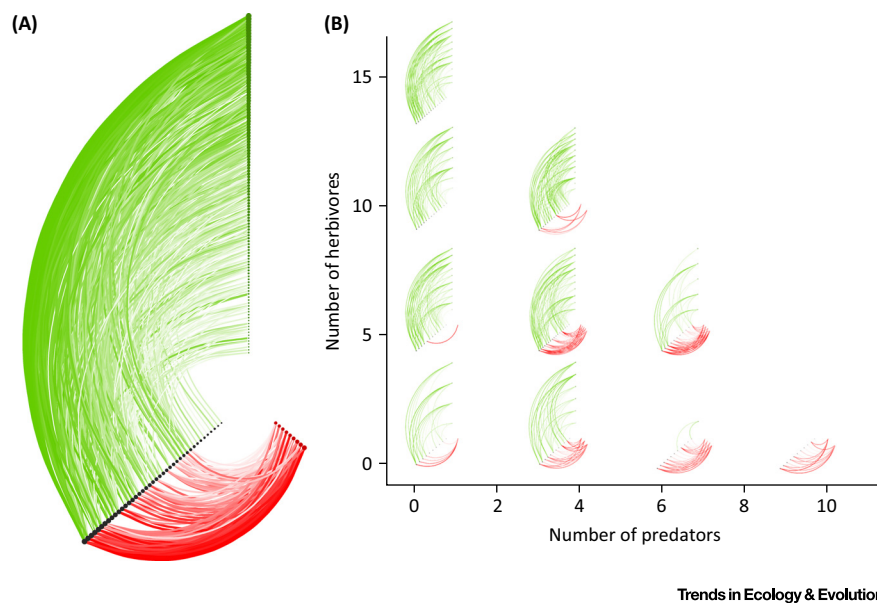 (A)
(B)
15
10
5
0
Number of herbivores
0 2 4 6 8 10
Number of predators
Trends in Ecology & Evolution